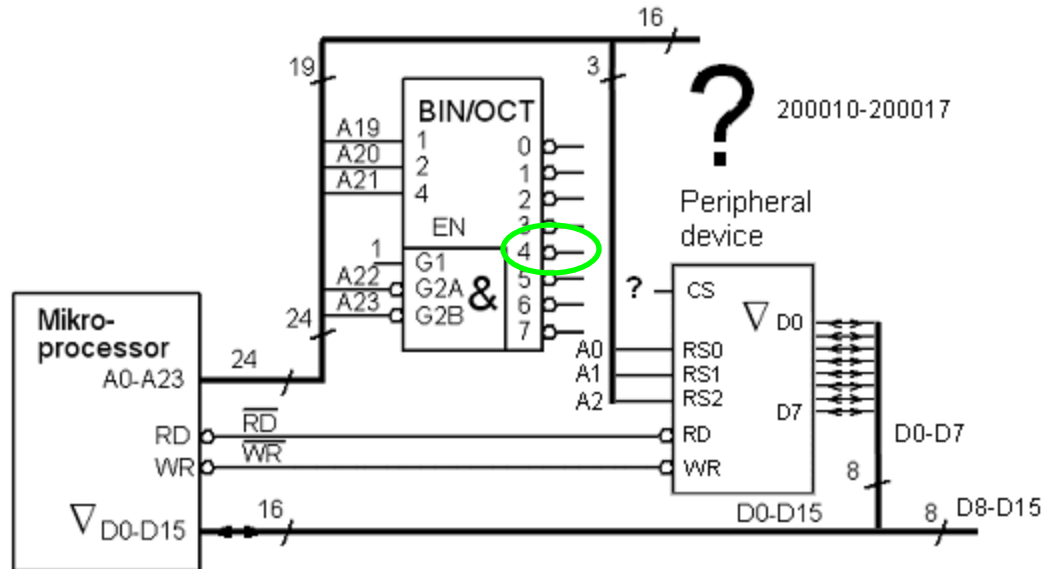 16
19
3
?
200010-200017
BIN/OCT
A19
1
0
A20
2
1
A21
4
2
EN
3
4
1
G1
5
A22
G2A
&
6
A23
G2B
7
24
Peripheral
device
?
CS
▽ D0
A0
RS0
A1
RS1
A2
RS2
D7
Mikro-
processor
A0-A23
24
RD
R̅D̅
RD
WR
W̅R̅
WR
D0-D7
8
▽ D0-D15
16
D0-D15
8
D8-D15